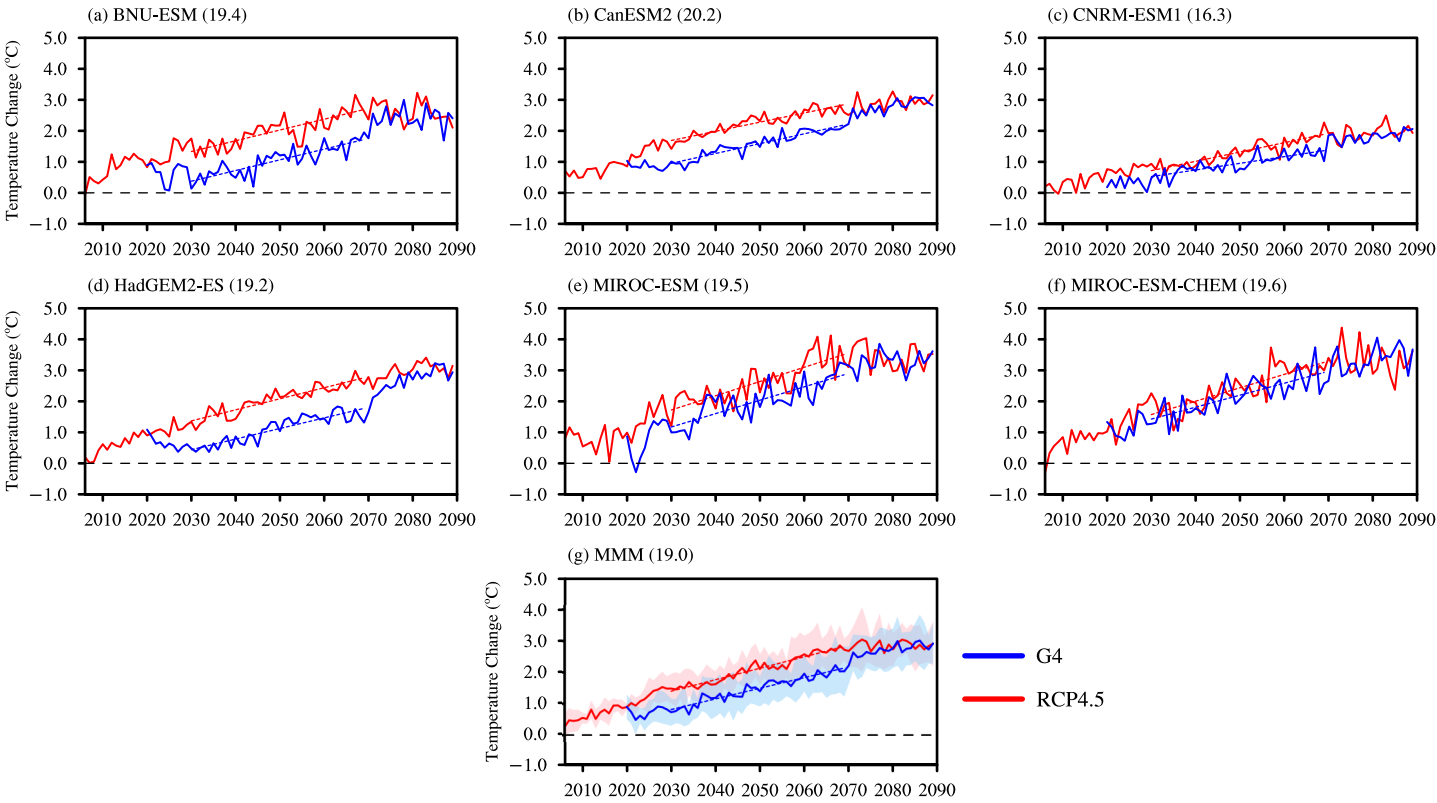 (a) BNU-ESM (19.4)
(b) CanESM2 (20.2)
(c) CNRM-ESM1 (16.3)
Temperature Change (°C)
5.0
4.0
3.0
2.0
1.0
0.0
−1.0
5.0
4.0
3.0
2.0
1.0
0.0
−1.0
5.0
4.0
3.0
2.0
1.0
0.0
−1.0
2010 2020 2030 2040 2050 2060 2070 2080 2090
2010 2020 2030 2040 2050 2060 2070 2080 2090
2010 2020 2030 2040 2050 2060 2070 2080 2090
(d) HadGEM2-ES (19.2)
(e) MIROC-ESM (19.5)
(f) MIROC-ESM-CHEM (19.6)
Temperature Change (°C)
5.0
4.0
3.0
2.0
1.0
0.0
−1.0
5.0
4.0
3.0
2.0
1.0
0.0
−1.0
5.0
4.0
3.0
2.0
1.0
0.0
−1.0
2010 2020 2030 2040 2050 2060 2070 2080 2090
2010 2020 2030 2040 2050 2060 2070 2080 2090
2010 2020 2030 2040 2050 2060 2070 2080 2090
(g) MMM (19.0)
Temperature Change (°C)
5.0
4.0
3.0
2.0
1.0
0.0
−1.0
2010 2020 2030 2040 2050 2060 2070 2080 2090
G4
RCP4.5